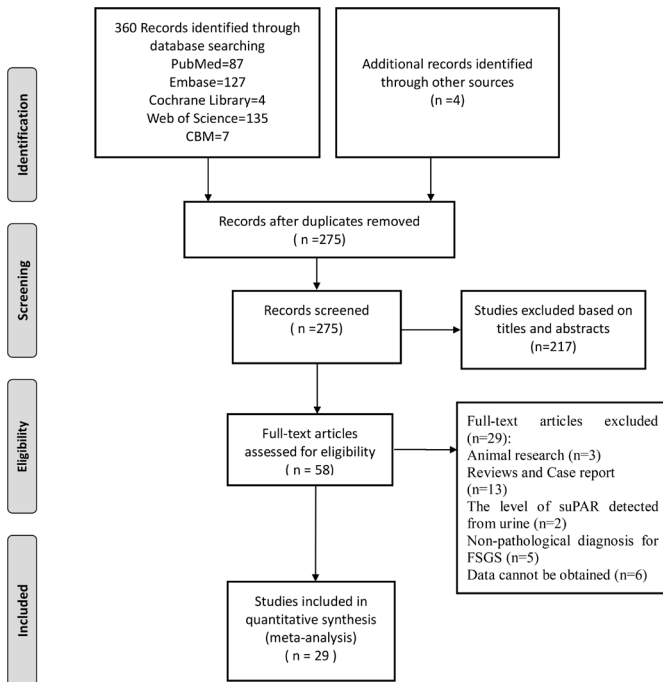 360 Records identified through
database searching
PubMed=87
Embase=127
Cochrane Library=4
Web of Science=135
CBM=7
Additional records identified
through other sources
(n =4)
Identification
Records after duplicates removed
( n =275)
Screening
Records screened
( n =275)
Studies excluded based on
titles and abstracts
(n=217)
Eligibility
Full-text articles
assessed for eligibility
( n = 58)
Full-text articles excluded
(n=29):
Animal research (n=3)
Reviews and Case report
(n=13)
The level of suPAR detected
from urine (n=2)
Non-pathological diagnosis for
FSGS (n=5)
Data cannot be obtained (n=6)
Included
Studies included in
quantitative synthesis
(meta-analysis)
( n = 29 )